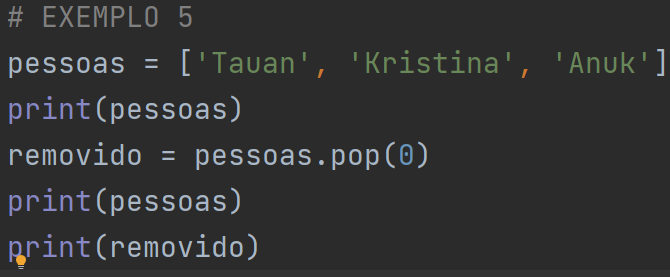 # EXEMPLO 5
pessoas = ['Tauan', 'Kristina', 'Anuk']
print(pessoas)
removido = pessoas.pop(0)
print(pessoas)
print(removido)